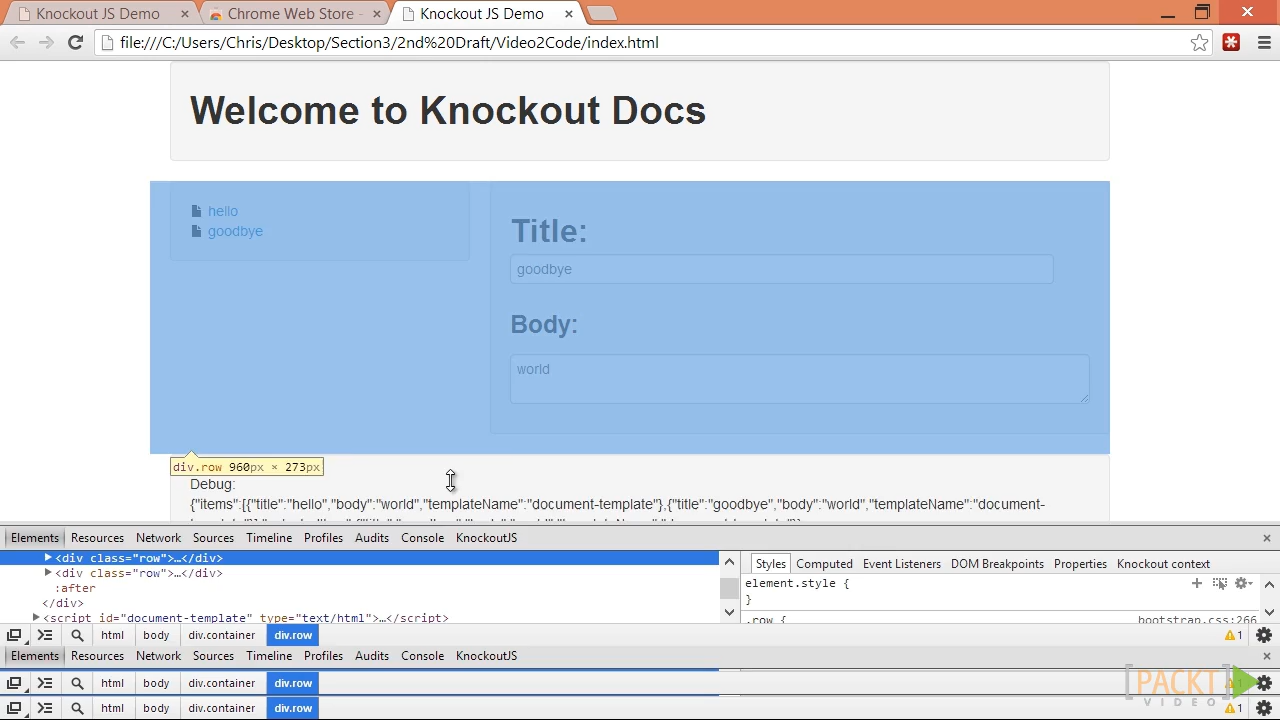 Knockout JS Demo
Chrome Web Store -
Knockout JS Demo
file:///C:/Users/Chris/Desktop/Section3/2nd%20Draft/Video2Code/index.html
Welcome to Knockout Docs
hello
goodbye
Title:
goodbye
Body:
world
div.row 960px × 273px
Debug:
{"items":[{"title":"hello","body":"world","templateName":"document-template"},{"title":"goodbye","body":"world","templateName":"document-
Elements Resources Network Sources Timeline Profiles Audits Console KnockoutJS
<div class="row">…</div>
<div class="row">…</div>
:after
</div>
<script id="document-template" type="text/html">…</script>
Styles Computed Event Listeners DOM Breakpoints Properties Knockout context
element.style {
}
.row { bootstrap.css:266
html body div.container div.row 1
Elements Resources Network Sources Timeline Profiles Audits Console KnockoutJS
html body div.container div.row
html body div.container div.row 1
[PACKT]
VIDEO